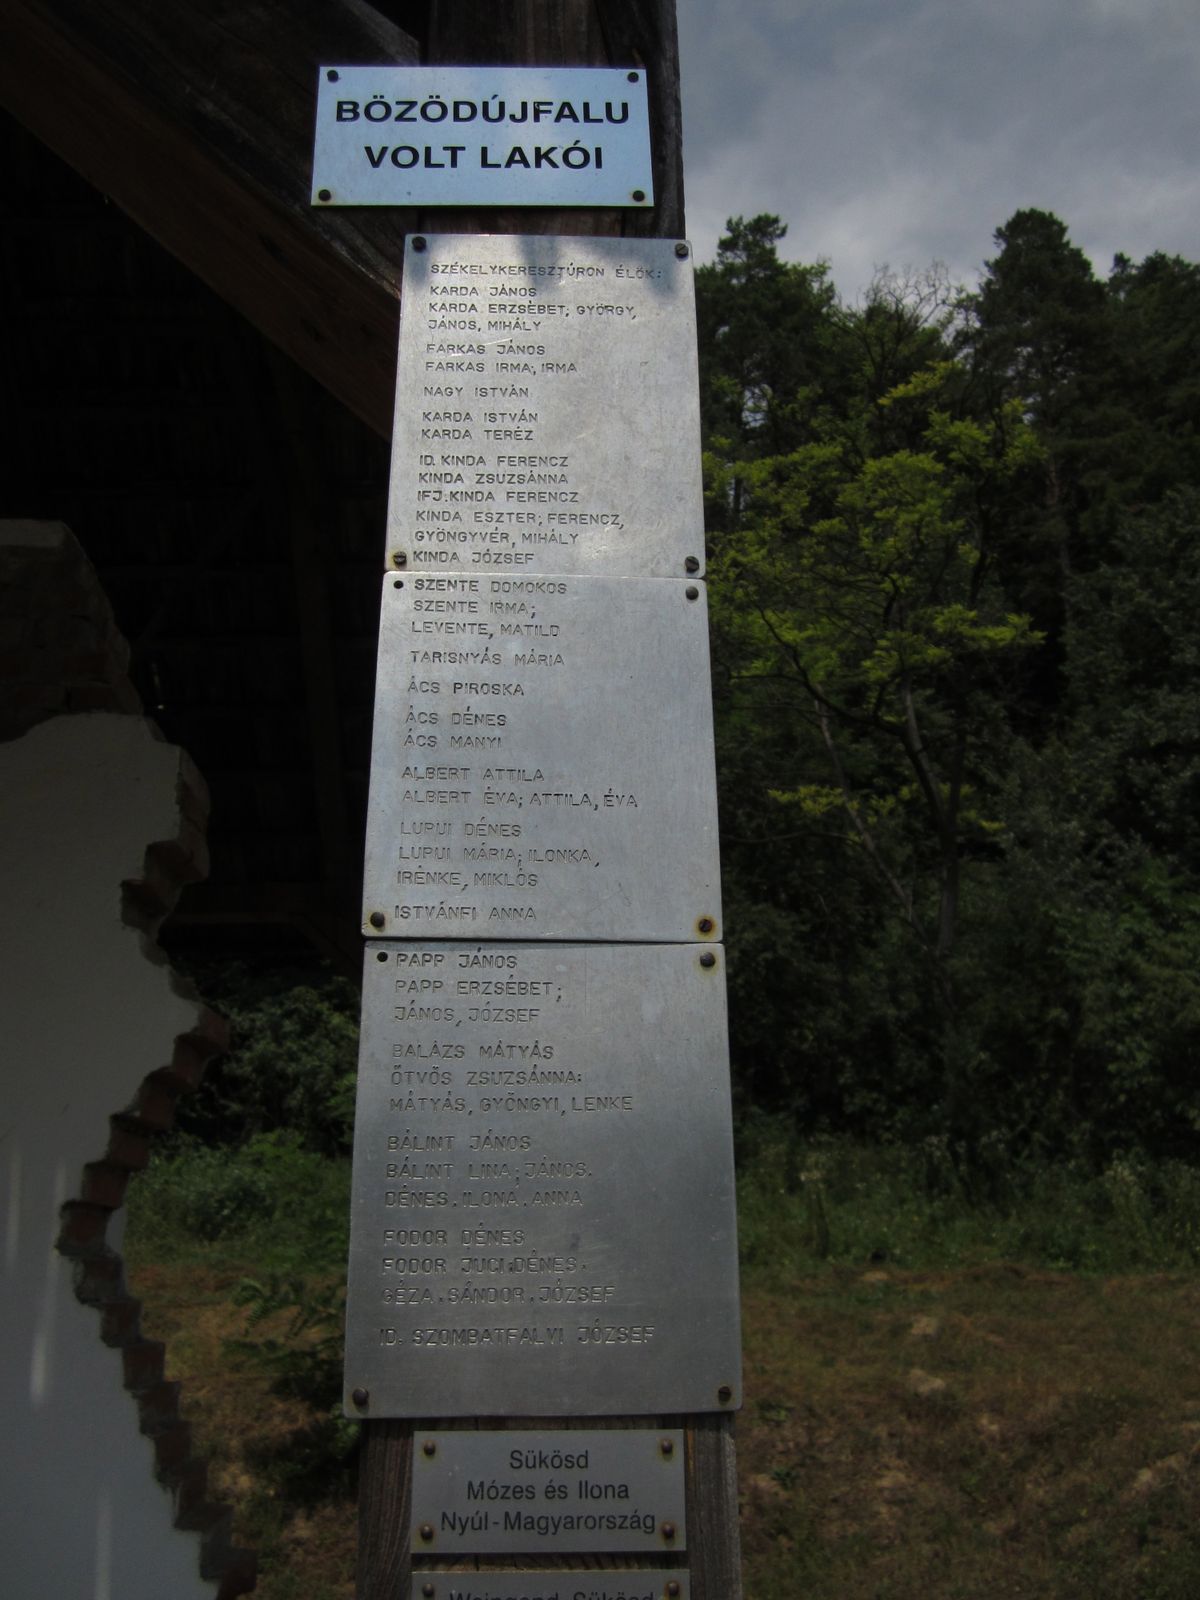 BÖZÖDÚJFALU
VOLT LAKÓI
SZÉKELYKERESZTÚRON ÉLŐK:
KARDA JÁNOS
KARDA ERZSÉBET; GYÖRGY,
JÁNOS, MIHÁLY
FARKAS JÁNOS
FARKAS IRMA; IRMA
NAGY ISTVÁN
KARDA ISTVÁN
KARDA TERÉZ
ID. KINDA FERENCZ
KINDA ZSUZSÁNNA
IFJ. KINDA FERENCZ
KINDA ESZTER; FERENCZ,
GYÖNGYVÉR, MIHÁLY
KINDA JÓZSEF
SZENTE DOMOKOS
SZENTE IRMA;
LEVENTE, MATILD
TARISNYÁS MÁRIA
ÁCS PIROSKA
ÁCS DÉNES
ÁCS MANYI
ALBERT ATTILA
ALBERT ÉVA; ATTILA, ÉVA
LUPUI DÉNES
LUPUI MÁRIA; ILONKA,
IRÉNKE, MIKLÓS
ISTVÁNFI ANNA
PAPP JÁNOS
PAPP ERZSÉBET;
JÁNOS, JÓZSEF
BALÁZS MÁTYÁS
ÖTVÖS ZSUZSÁNNA:
MÁTYÁS, GYÖNGYI, LENKE
BÁLINT JÁNOS
BÁLINT LINA; JÁNOS.
DÉNES. ILONA. ANNA
FODOR DÉNES
FODOR JUCI: DÉNES.
GÉZA. SÁNDOR. JÓZSEF
ID. SZOMBATFALYI JÓZSEF
Sükösd
Mózes és Ilona
Nyúl-Magyarország
Sükösd